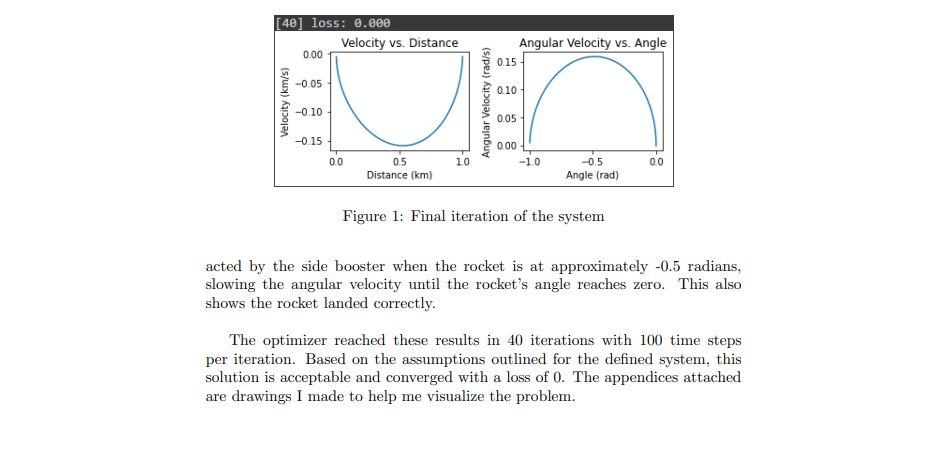 [40] loss: 0.000
Velocity vs. Distance
Velocity (km/s)
0.00
−0.05
−0.10
−0.15
0.0 0.5 1.0
Distance (km)
Angular Velocity vs. Angle
Angular Velocity (rad/s)
0.15
0.10
0.05
0.00
−1.0 −0.5 0.0
Angle (rad)
Figure 1: Final iteration of the system
acted by the side booster when the rocket is at approximately -0.5 radians,
slowing the angular velocity until the rocket's angle reaches zero. This also
shows the rocket landed correctly.
The optimizer reached these results in 40 iterations with 100 time steps
per iteration. Based on the assumptions outlined for the defined system, this
solution is acceptable and converged with a loss of 0. The appendices attached
are drawings I made to help me visualize the problem.